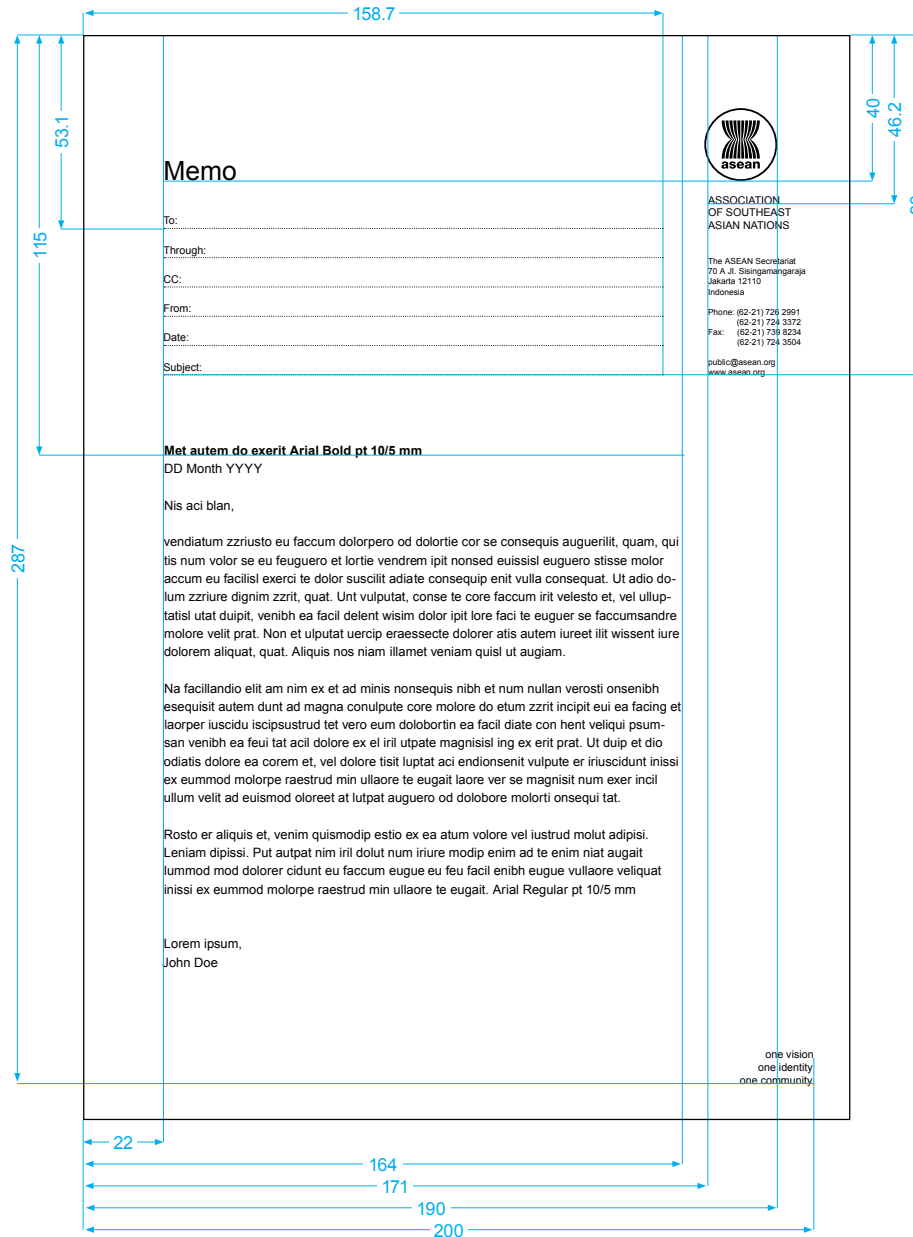 158.7
53.1
115
287
40
46.2
asean
Memo
To:
Through:
CC:
From:
Date:
Subject:
ASSOCIATION
OF SOUTHEAST
ASIAN NATIONS
The ASEAN Secretariat
70 A Jl. Sisingamangaraja
Jakarta 12110
Indonesia
Phone: (62-21) 726 2991
(62-21) 724 3372
Fax: (62-21) 739 8234
(62-21) 724 3504
public@asean.org
www.asean.org
Met autem do exerit Arial Bold pt 10/5 mm
DD Month YYYY
Nis aci blan,
vendiatum zzriusto eu faccum dolorpero od dolortie cor se consequis auguerilit, quam, qui
tis num volor se eu feuguero et lortie vendrem ipit nonsed euissisl euguero stisse molor
accum eu facilisl exerci te dolor suscilit adiate consequip enit vulla consequat. Ut adio do-
lum zzriure dignim zzrit, quat. Unt vulputat, conse te core faccum irit velesto et, vel ullup-
tatisl utat duipit, venibh ea facil delent wisim dolor ipit lore faci te euguer se faccumsandre
molore velit prat. Non et ulputat uercip eraessecte dolorer atis autem iureet ilit wissent iure
dolorem aliquat, quat. Aliquis nos niam illamet veniam quisl ut augiam.
Na facillandio elit am nim ex et ad minis nonsequis nibh et num nullan verosti onsenibh
esequisit autem dunt ad magna conulpute core molore do etum zzrit incipit eui ea facing et
laorper iuscidu iscipsustrud tet vero eum dolobortin ea facil diate con hent veliqui psum-
san venibh ea feui tat acil dolore ex el iril utpate magnisisl ing ex erit prat. Ut duip et dio
odiatis dolore ea corem et, vel dolore tisit luptat aci endionsenit vulpute er iriuscidunt inissi
ex eummod molorpe raestrud min ullaore te eugait laore ver se magnisit num exer incil
ullum velit ad euismod oloreet at lutpat auguero od dolobore molorti onsequi tat.
Rosto er aliquis et, venim quismodip estio ex ea atum volore vel iustrud molut adipisi.
Leniam dipissi. Put autpat nim iril dolut num iriure modip enim ad te enim niat augait
lummod mod dolorer cidunt eu faccum eugue eu feu facil enibh eugue vullaore veliquat
inissi ex eummod molorpe raestrud min ullaore te eugait. Arial Regular pt 10/5 mm
Lorem ipsum,
John Doe
one vision
one identity
one community
22
164
171
190
200